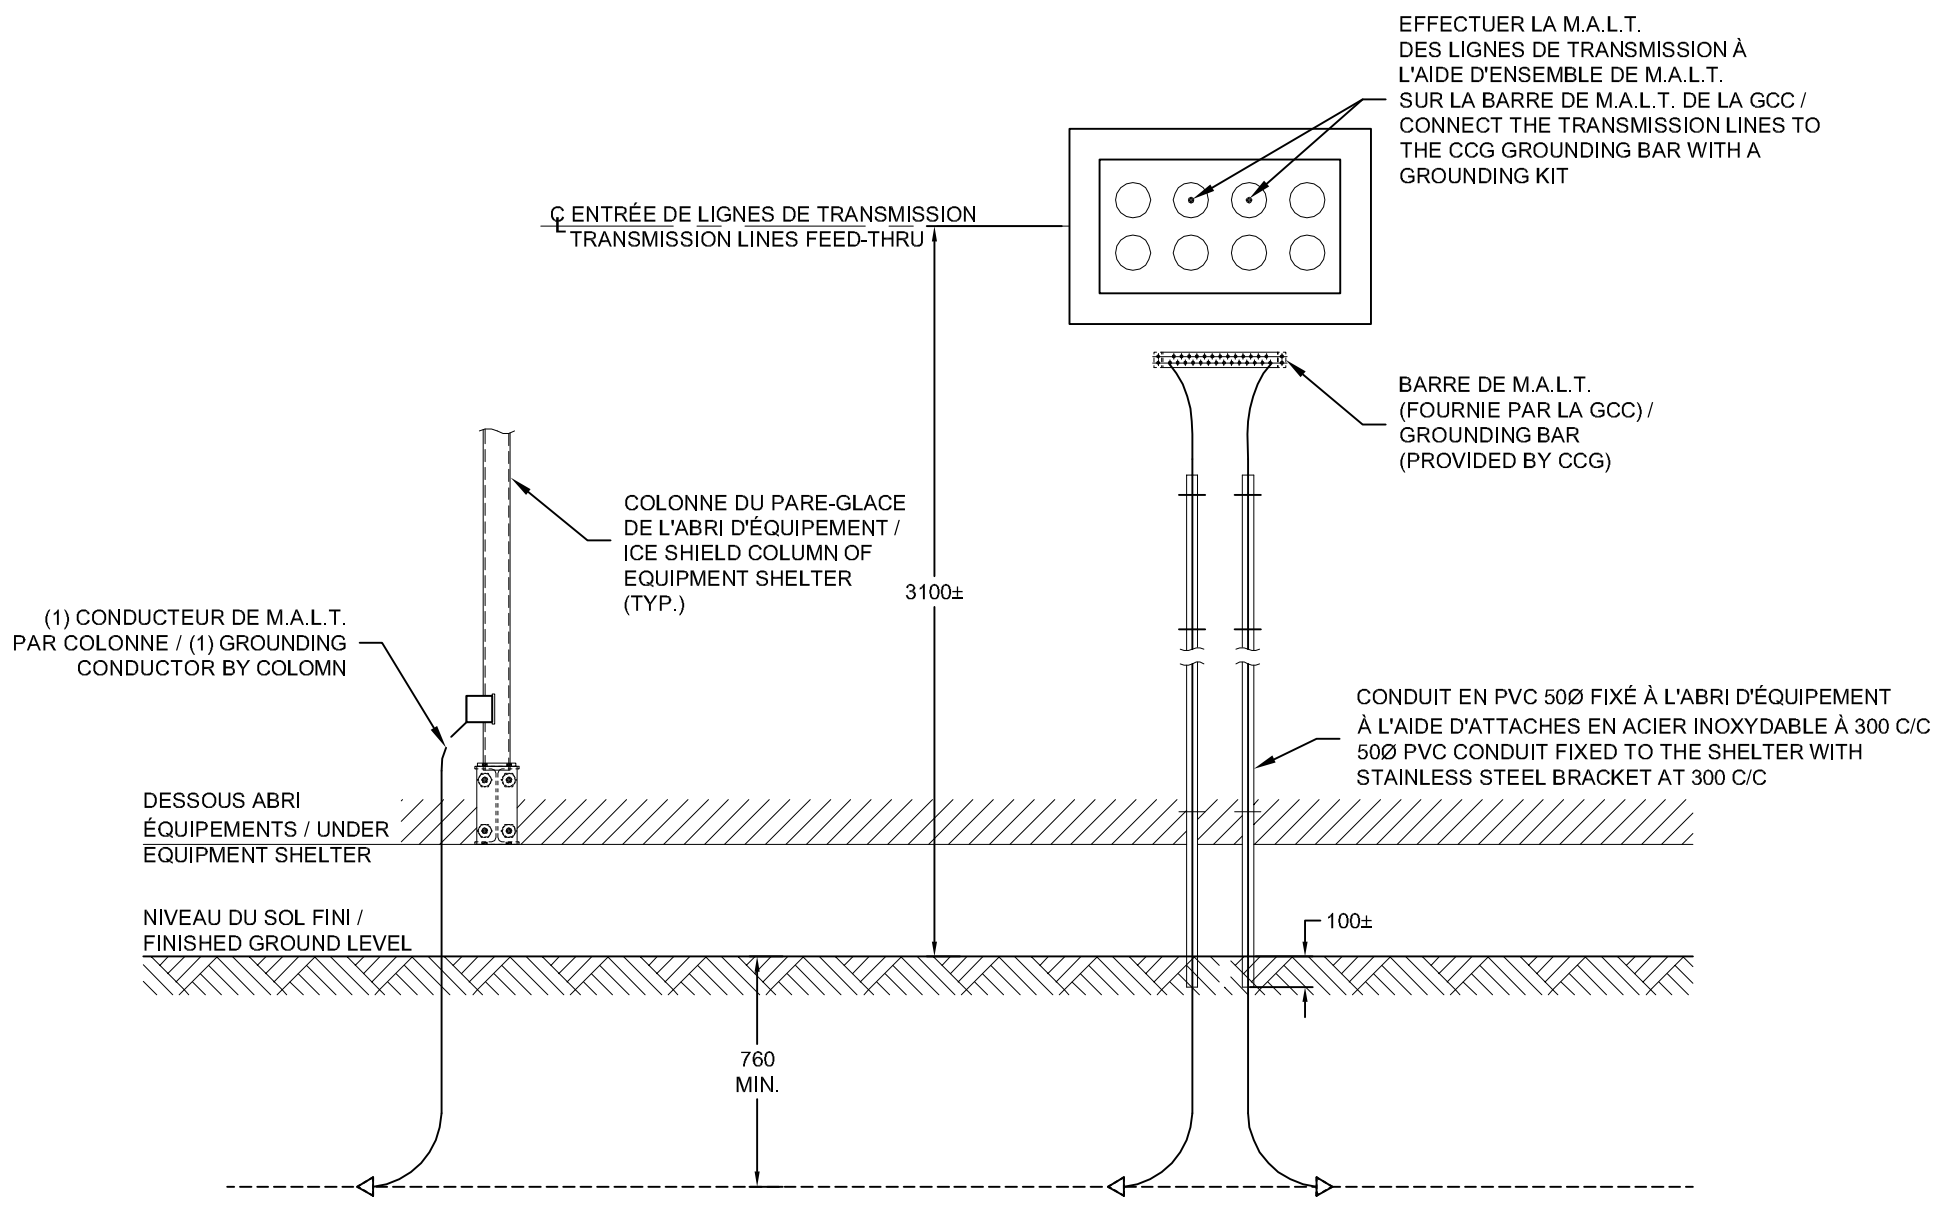 EFFECTUER LA M.A.L.T.
DES LIGNES DE TRANSMISSION À
L'AIDE D'ENSEMBLE DE M.A.L.T.
SUR LA BARRE DE M.A.L.T. DE LA GCC /
CONNECT THE TRANSMISSION LINES TO
THE CCG GROUNDING BAR WITH A
GROUNDING KIT
℄ ENTRÉE DE LIGNES DE TRANSMISSION
TRANSMISSION LINES FEED-THRU
BARRE DE M.A.L.T.
(FOURNIE PAR LA GCC) /
GROUNDING BAR
(PROVIDED BY CCG)
COLONNE DU PARE-GLACE
DE L'ABRI D'ÉQUIPEMENT /
ICE SHIELD COLUMN OF
EQUIPMENT SHELTER
(TYP.)
3100±
(1) CONDUCTEUR DE M.A.L.T.
PAR COLONNE / (1) GROUNDING
CONDUCTOR BY COLOMN
CONDUIT EN PVC 50Ø FIXÉ À L'ABRI D'ÉQUIPEMENT
À L'AIDE D'ATTACHES EN ACIER INOXYDABLE À 300 C/C
50Ø PVC CONDUIT FIXED TO THE SHELTER WITH
STAINLESS STEEL BRACKET AT 300 C/C
DESSOUS ABRI
ÉQUIPEMENTS / UNDER
EQUIPMENT SHELTER
NIVEAU DU SOL FINI /
FINISHED GROUND LEVEL
100±
760
MIN.